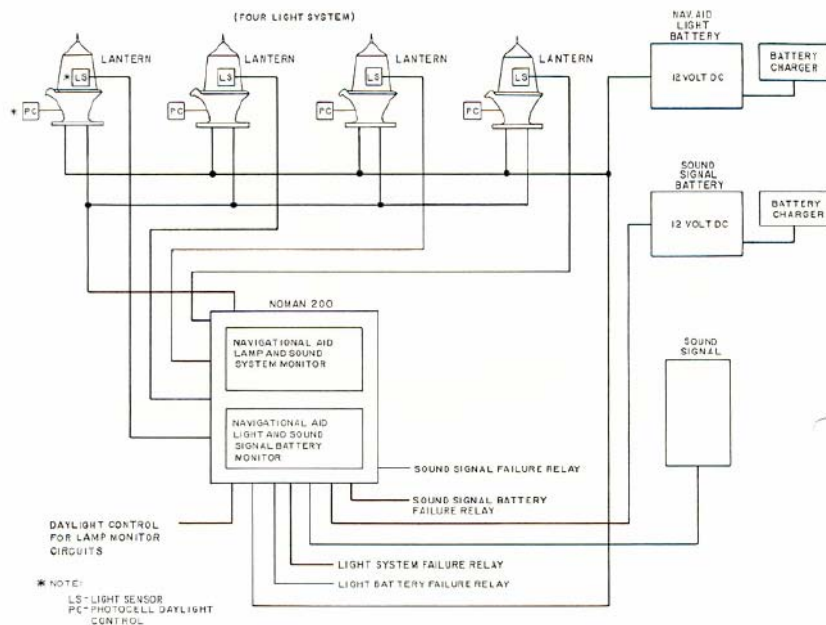 (FOUR LIGHT SYSTEM)
NAV. AID
LIGHT
BATTERY
LANTERN
LANTERN
LANTERN
LANTERN
BATTERY
CHARGER
* LS
LS
LS
LS
12 VOLT DC
* PC
PC
PC
PC
SOUND
SIGNAL
BATTERY
BATTERY
CHARGER
12 VOLT DC
NOMAN 200
NAVIGATIONAL AID
LAMP AND SOUND
SYSTEM MONITOR
SOUND
SIGNAL
NAVIGATIONAL AID
LIGHT AND SOUND
SIGNAL BATTERY
MONITOR
SOUND SIGNAL FAILURE RELAY
SOUND SIGNAL BATTERY
FAILURE RELAY
DAYLIGHT CONTROL
FOR LAMP MONITOR
CIRCUITS
LIGHT SYSTEM FAILURE RELAY
LIGHT BATTERY FAILURE RELAY
* NOTE:
LS-LIGHT SENSOR
PC-PHOTOCELL DAYLIGHT
CONTROL